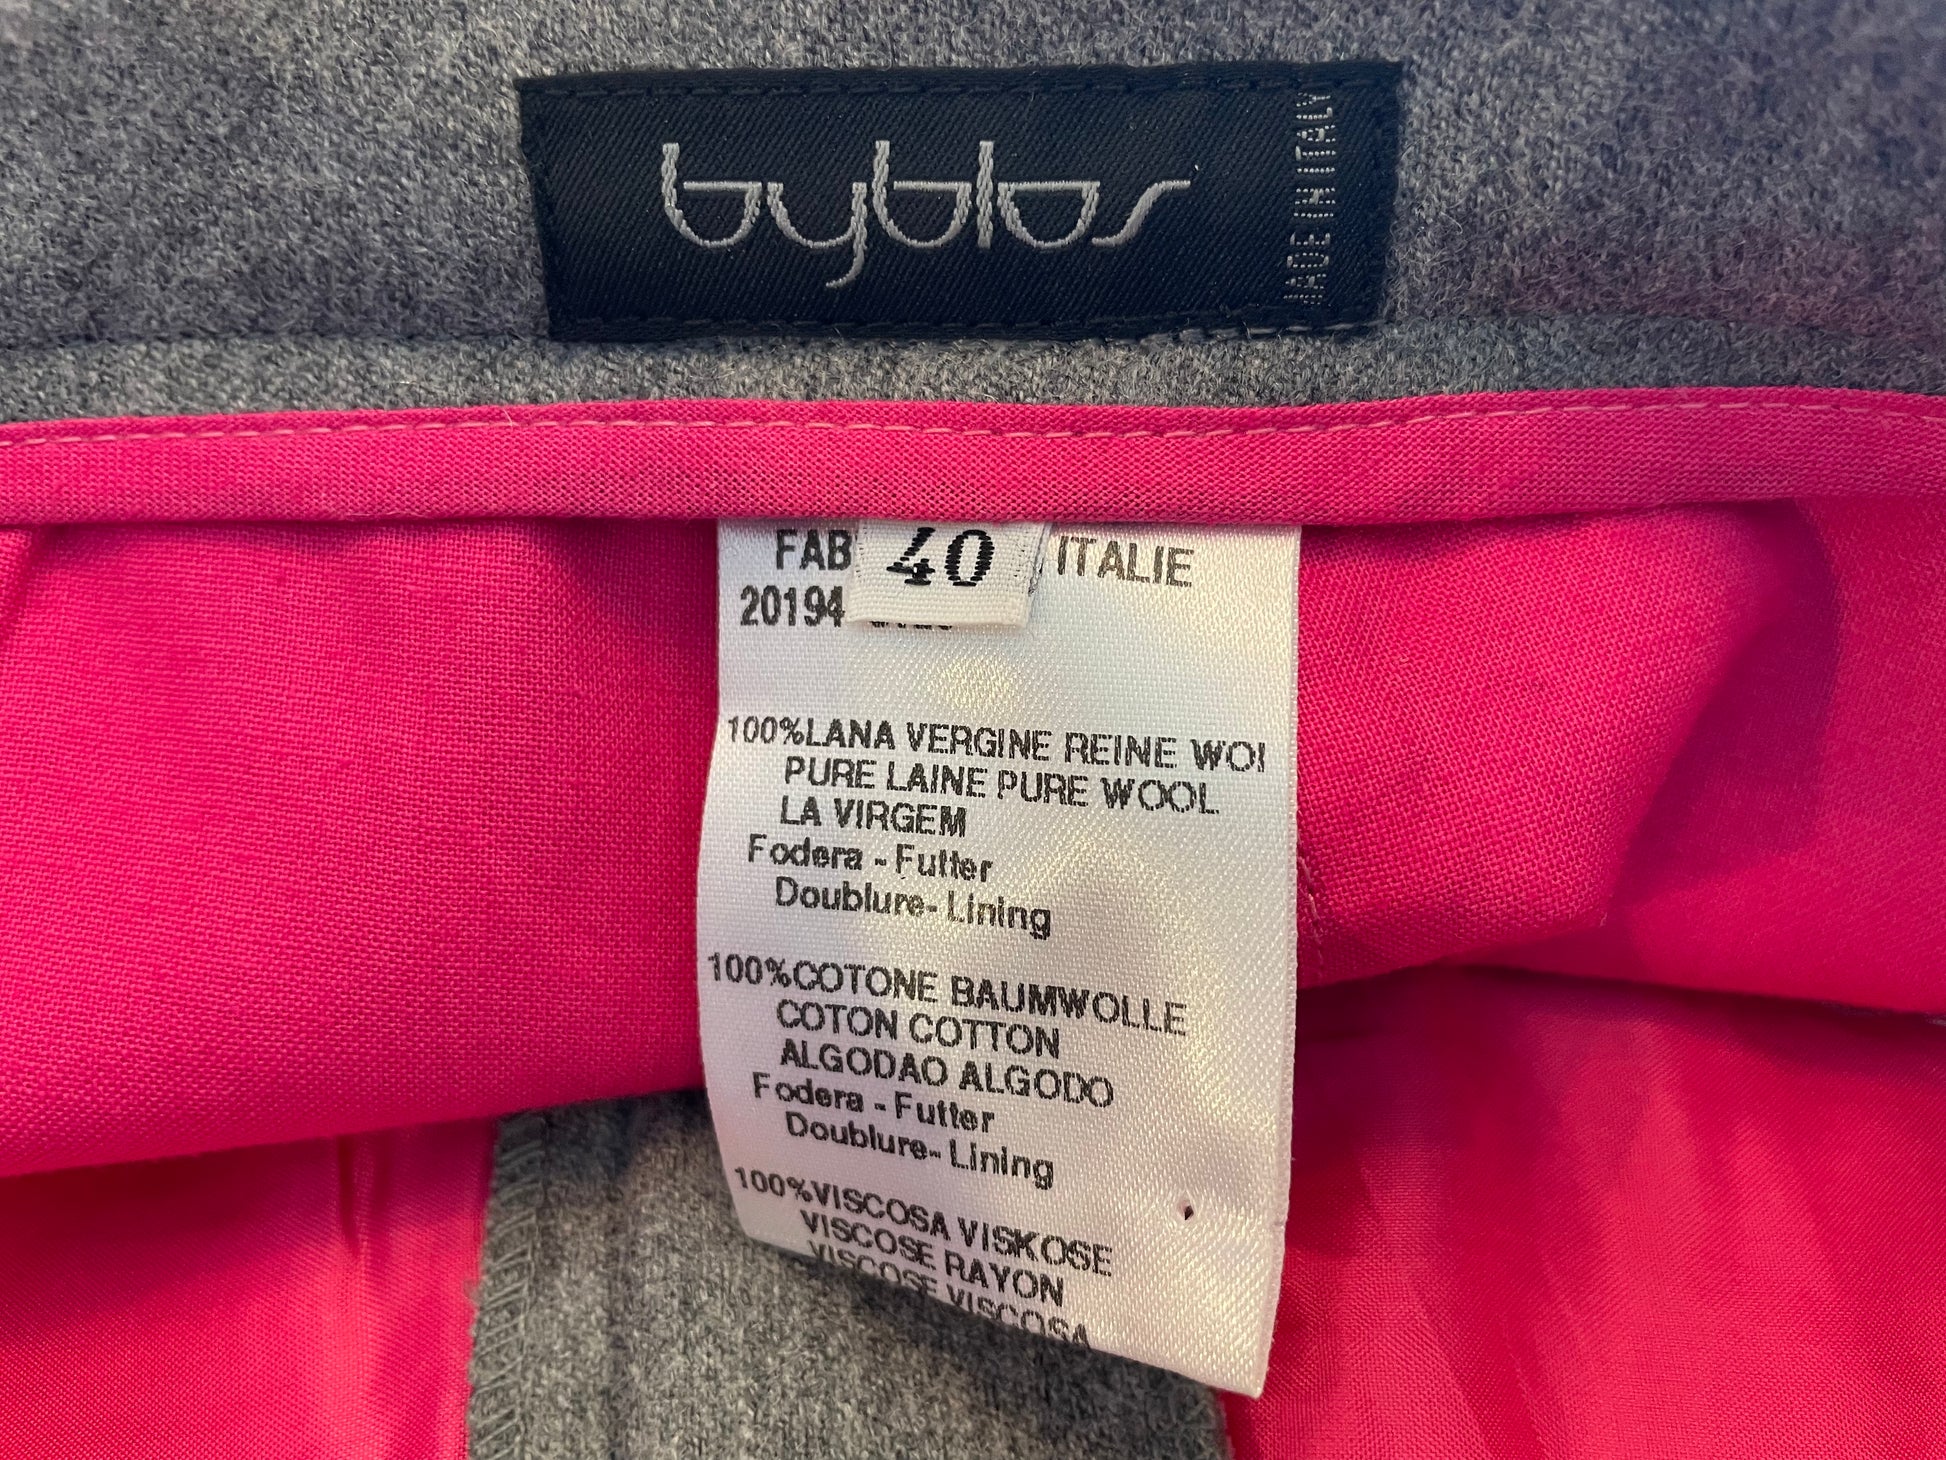 byblos
MADE IN ITALY
FAB 40 ITALIE
20194
100%LANA VERGINE REINE WOI
PURE LAINE PURE WOOL
LA VIRGEM
Fodera - Futter
Doublure- Lining
100%COTONE BAUMWOLLE
COTON COTTON
ALGODAO ALGODO
Fodera - Futter
Doublure- Lining
100%VISCOSA VISKOSE
VISCOSE RAYON
VISCOSE VISCOSA